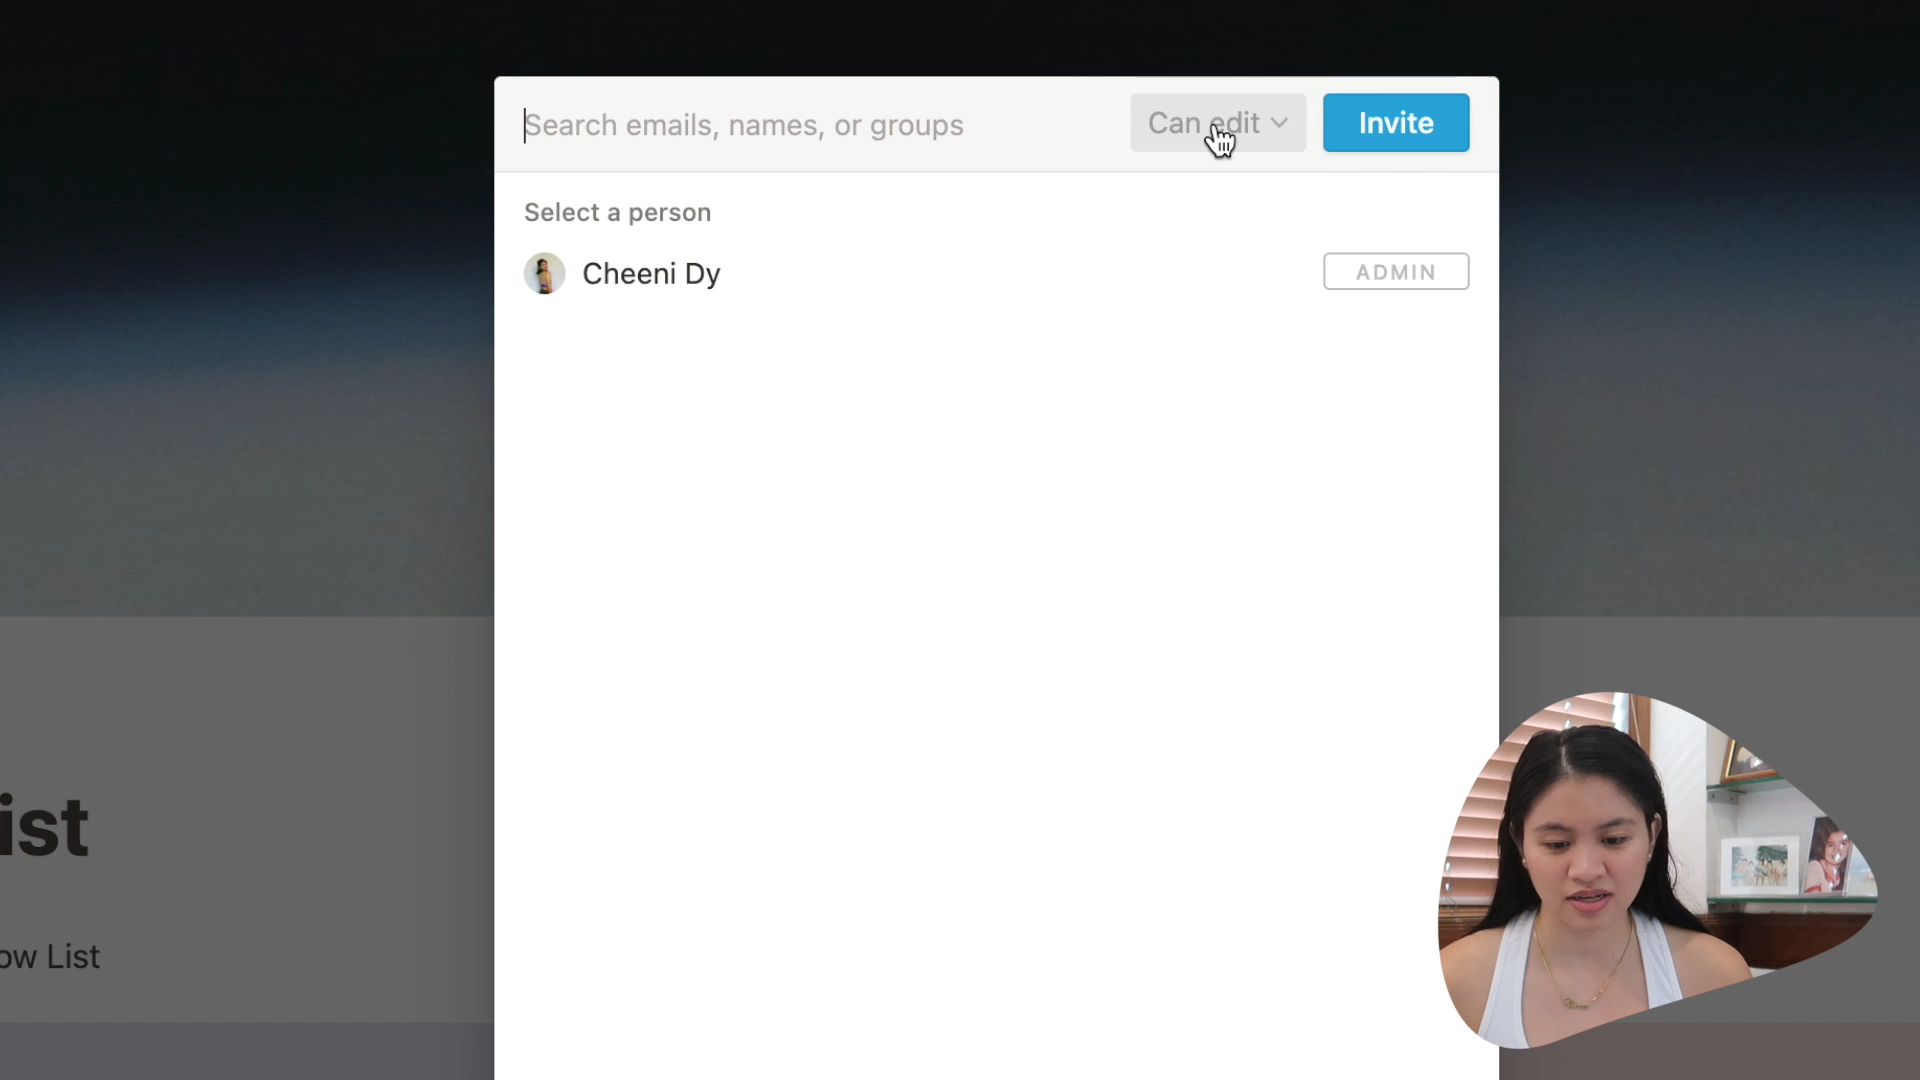 Search emails, names, or groups
Can edit
Invite
Select a person
Cheeni Dy
ADMIN
ist
ow List